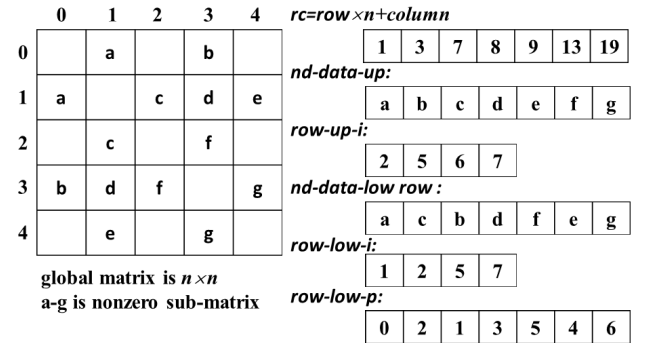 0 1 2 3 4
0 a b
1 a c d e
2 c f
3 b d f g
4 e g
global matrix is n×n
a-g is nonzero sub-matrix
rc=row×n+column
1 3 7 8 9 13 19
nd-data-up:
a b c d e f g
row-up-i:
2 5 6 7
nd-data-low row :
a c b d f e g
row-low-i:
1 2 5 7
row-low-p:
0 2 1 3 5 4 6